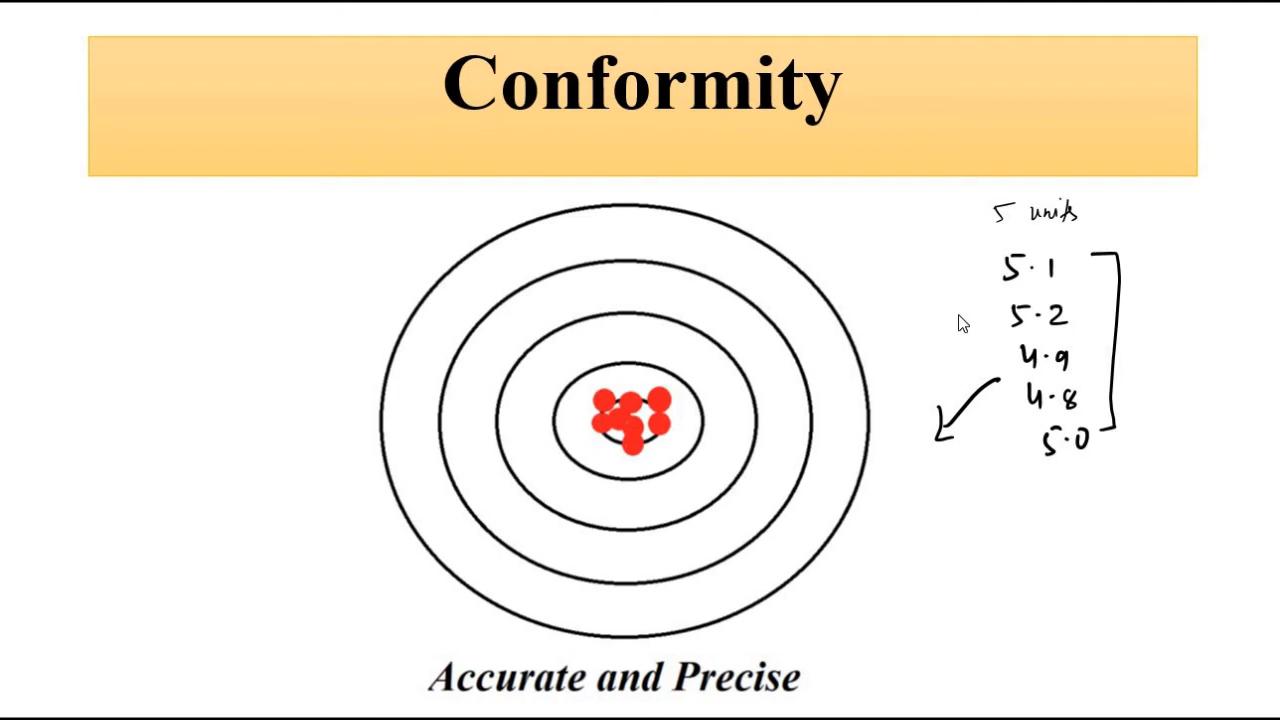 Conformity
5 units
5.1
5.2
4.9
4.8
5.0
Accurate and Precise